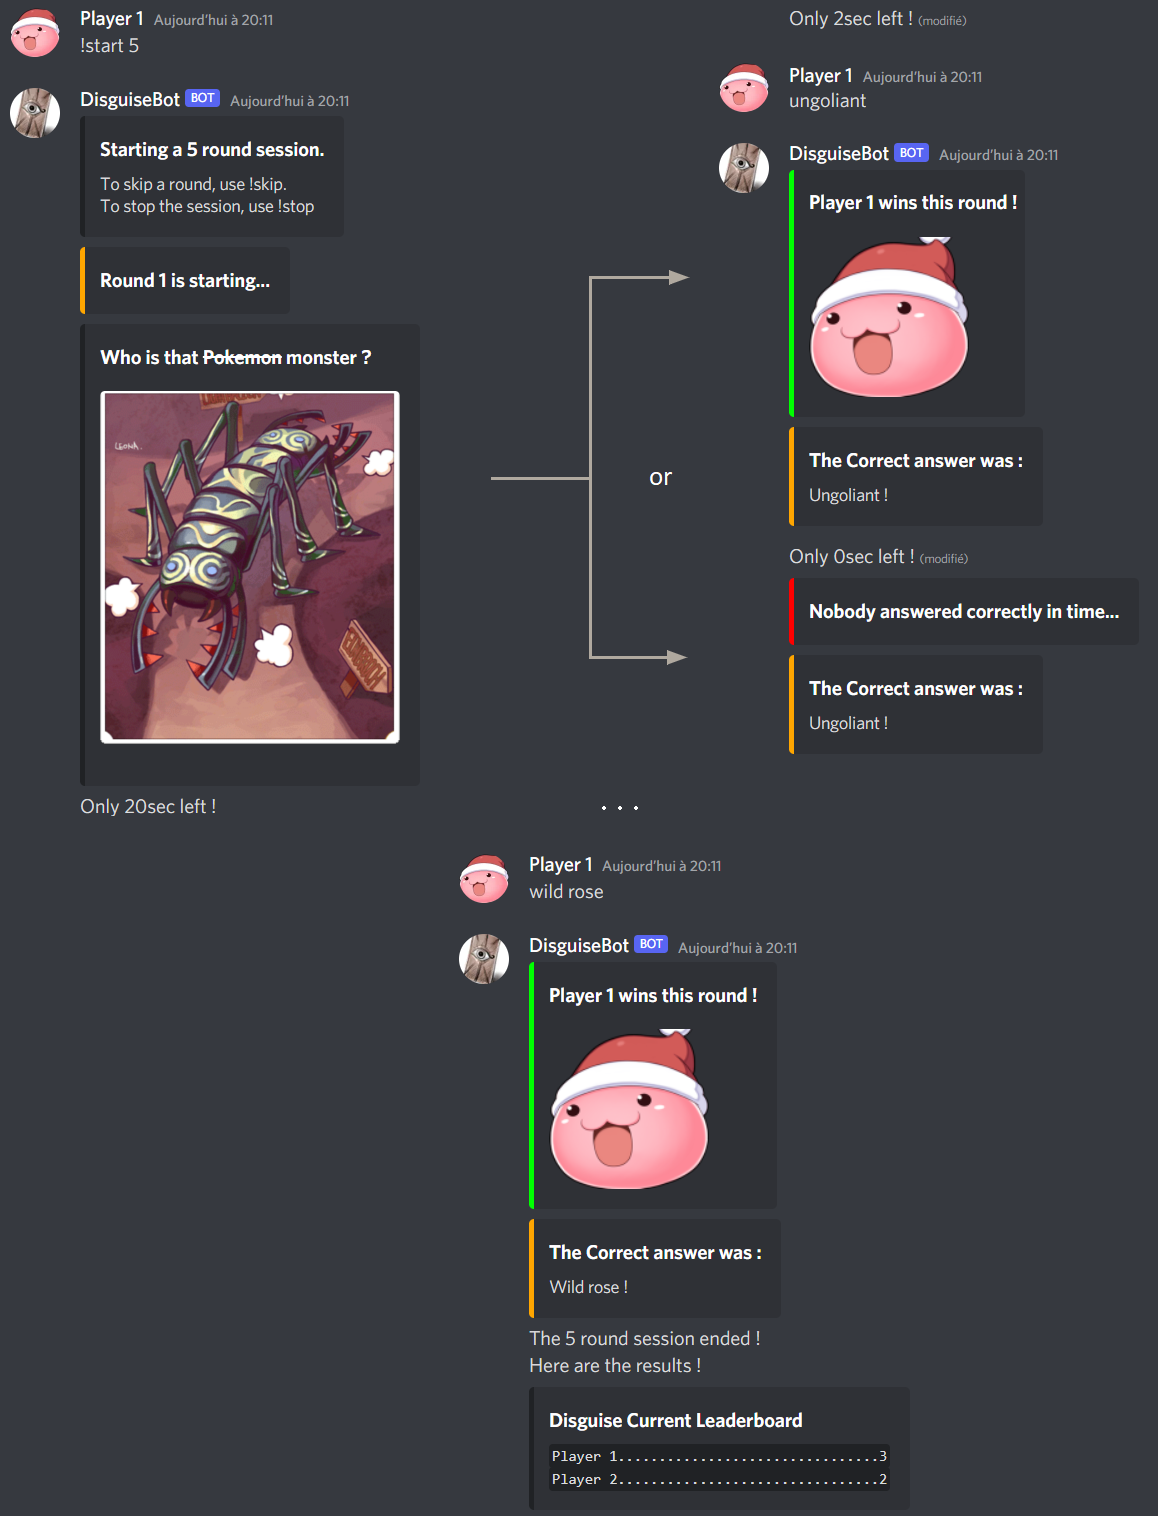 Player 1 Aujourd'hui à 20:11
!start 5
DisguiseBot BOT Aujourd'hui à 20:11
Starting a 5 round session.
To skip a round, use !skip.
To stop the session, use !stop
Round 1 is starting...
Who is that Pokemon monster ?
LEONA.
Only 20sec left !
or
Only 2sec left ! (modifié)
Player 1 Aujourd'hui à 20:11
ungoliant
DisguiseBot BOT Aujourd'hui à 20:11
Player 1 wins this round !
The Correct answer was :
Ungoliant !
Only 0sec left ! (modifié)
Nobody answered correctly in time...
The Correct answer was :
Ungoliant !
. . .
Player 1 Aujourd'hui à 20:11
wild rose
DisguiseBot BOT Aujourd'hui à 20:11
Player 1 wins this round !
The Correct answer was :
Wild rose !
The 5 round session ended !
Here are the results !
Disguise Current Leaderboard
Player 1................................3
Player 2................................2